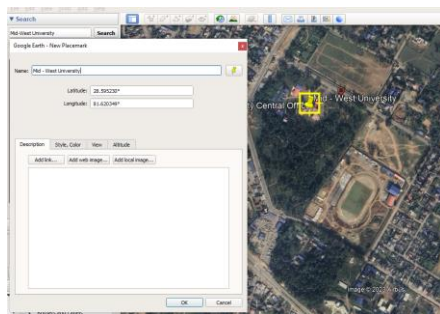 Search
Mid-West University
Search
Google Earth - New Placemark
Name:
Mid - West University
Latitude:
28.595230°
Longitude:
81.620346°
Description
Style, Color
View
Altitude
Add link...
Add web image...
Add local image...
OK
Cancel
Mid - West University
Central Off